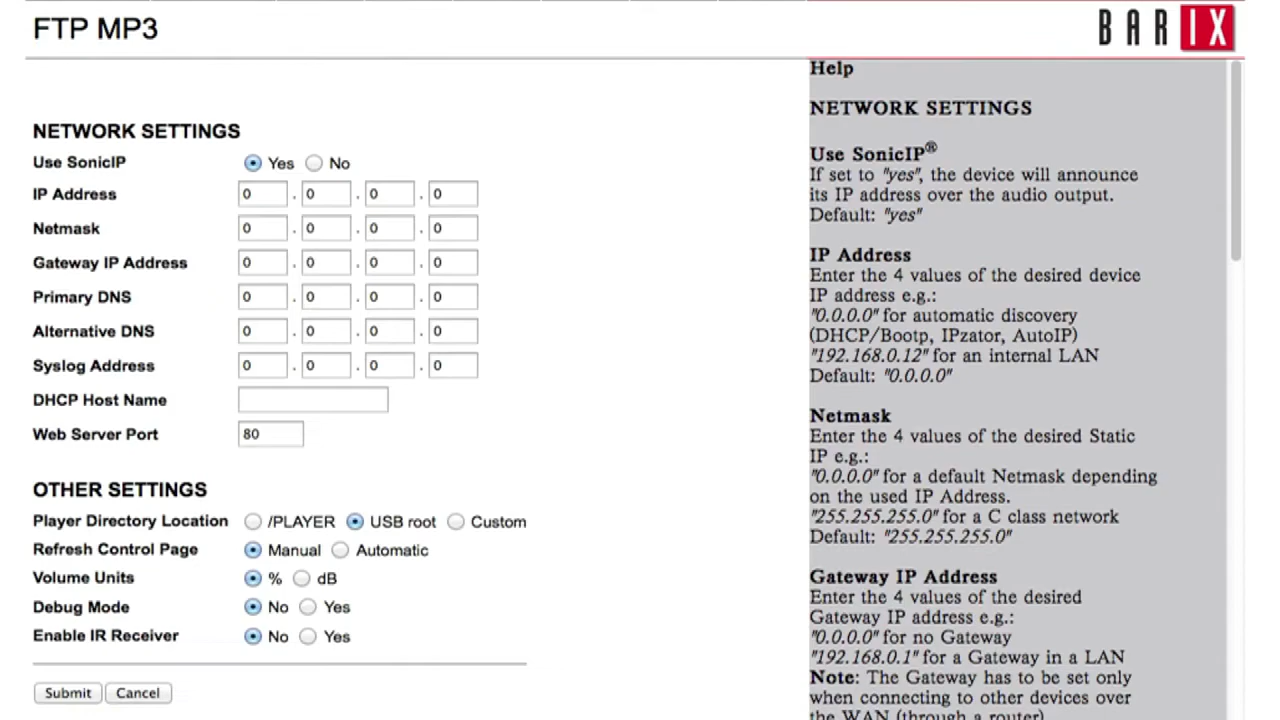 FTP MP3
BARIX
NETWORK SETTINGS
Use SonicIP Yes No
IP Address 0 . 0 . 0 . 0
Netmask 0 . 0 . 0 . 0
Gateway IP Address 0 . 0 . 0 . 0
Primary DNS 0 . 0 . 0 . 0
Alternative DNS 0 . 0 . 0 . 0
Syslog Address 0 . 0 . 0 . 0
DHCP Host Name
Web Server Port 80
OTHER SETTINGS
Player Directory Location /PLAYER USB root Custom
Refresh Control Page Manual Automatic
Volume Units % dB
Debug Mode No Yes
Enable IR Receiver No Yes
Submit Cancel
Help
NETWORK SETTINGS
Use SonicIP®
If set to "yes", the device will announce
its IP address over the audio output.
Default: "yes"
IP Address
Enter the 4 values of the desired device
IP address e.g.:
"0.0.0.0" for automatic discovery
(DHCP/Bootp, IPzator, AutoIP)
"192.168.0.12" for an internal LAN
Default: "0.0.0.0"
Netmask
Enter the 4 values of the desired Static
IP e.g.:
"0.0.0.0" for a default Netmask depending
on the used IP Address.
"255.255.255.0" for a C class network
Default: "255.255.255.0"
Gateway IP Address
Enter the 4 values of the desired
Gateway IP address e.g.:
"0.0.0.0" for no Gateway
"192.168.0.1" for a Gateway in a LAN
Note: The Gateway has to be set only
when connecting to other devices over
the WAN (through a router)